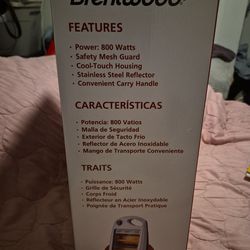 Brentwood
FEATURES
• Power: 800 Watts
• Safety Mesh Guard
• Cool-Touch Housing
• Stainless Steel Reflector
• Convenient Carry Handle
CARACTERÍSTICAS
• Potencia: 800 Vatios
• Malla de Seguridad
• Exterior de Tacto Frío
• Reflector de Acero Inoxidable
• Mango de Transporte Conveniente
TRAITS
• Puissance: 800 Watts
• Grille de Sécurité
• Corps Froid
• Réflecteur en Acier Inoxydable
• Poignée de Transport Pratique